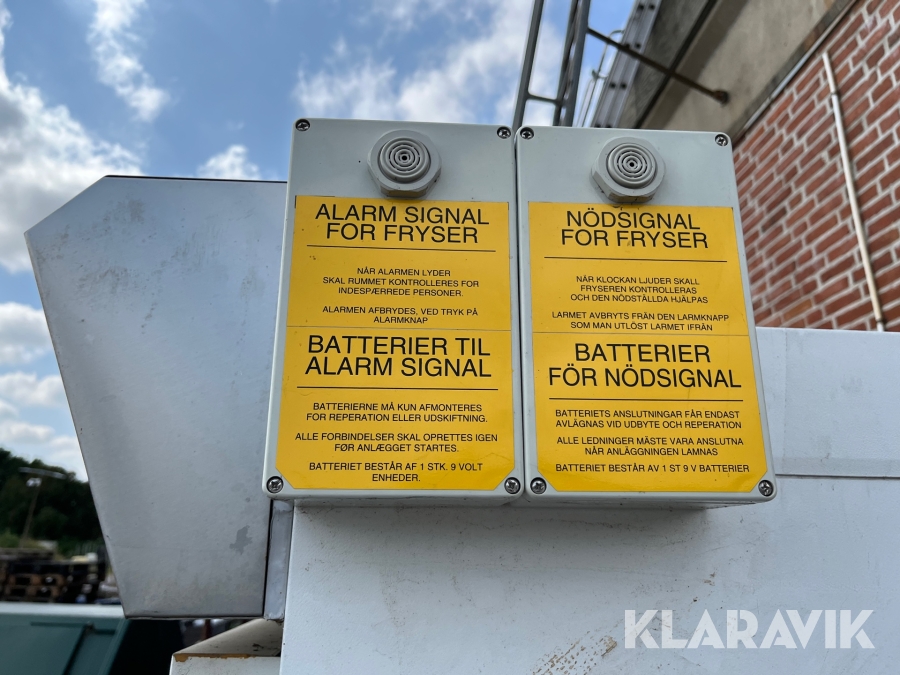 ALARM SIGNAL
FOR FRYSER
NÅR ALARMEN LYDER
SKAL RUMMET KONTROLLERES FOR
INDESPÆRREDE PERSONER.
ALARMEN AFBRYDES, VED TRYK PÅ
ALARMKNAP
BATTERIER TIL
ALARM SIGNAL
BATTERIERNE MÅ KUN AFMONTERES
FOR REPERATION ELLER UDSKIFTNING.
ALLE FORBINDELSER SKAL OPRETTES IGEN
FØR ANLÆGGET STARTES.
BATTERIET BESTÅR AF 1 STK. 9 VOLT
ENHEDER.
NÖDSIGNAL
FOR FRYSER
NÄR KLOCKAN LJUDER SKALL
FRYSEREN KONTROLLERAS
OCH DEN NÖDSTÄLLDA HJÄLPAS
LARMET AVBRYTS FRÅN DEN LARMKNAPP
SOM MAN UTLÖST LARMET IFRÅN
BATTERIER
FÖR NÖDSIGNAL
BATTERIETS ANSLUTNINGAR FÅR ENDAST
AVLÄGNAS VID UDBYTE OCH REPERATION
ALLE LEDNINGER MÅSTE VARA ANSLUTNA
NÅR ANLÄGGNINGEN LAMNAS
BATTERIET BESTÅR AV 1 ST 9 V BATTERIER
KLARAVIK